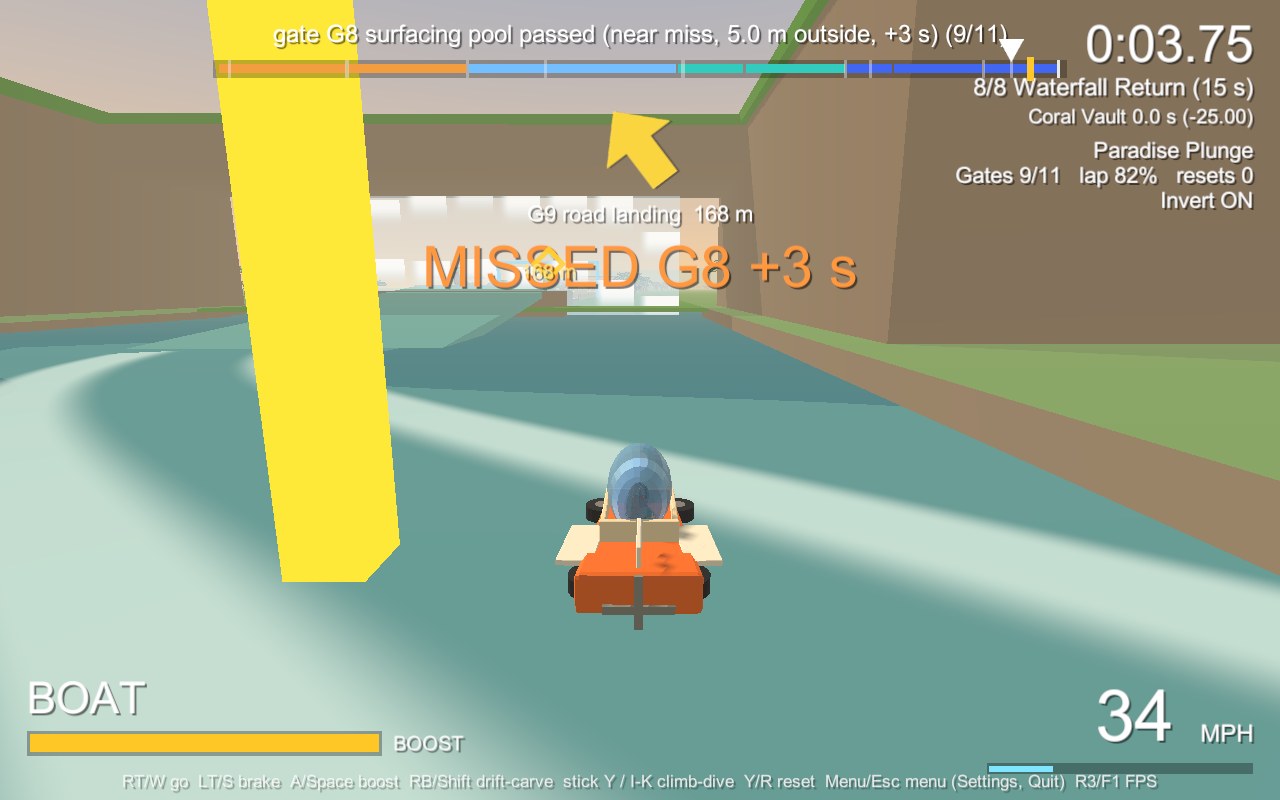 gate G8 surfacing pool passed (near miss, 5.0 m outside, +3 s) (9/11)
0:03.75
8/8 Waterfall Return (15 s)
Coral Vault 0.0 s (-25.00)
Paradise Plunge
Gates 9/11 lap 82% resets 0
Invert ON
G9 road landing 168 m
MISSED G8 +3 s
168 m
BOAT
BOOST
34 MPH
RT/W go LT/S brake A/Space boost RB/Shift drift-carve stick Y / I-K climb-dive Y/R reset Menu/Esc menu (Settings, Quit) R3/F1 FPS